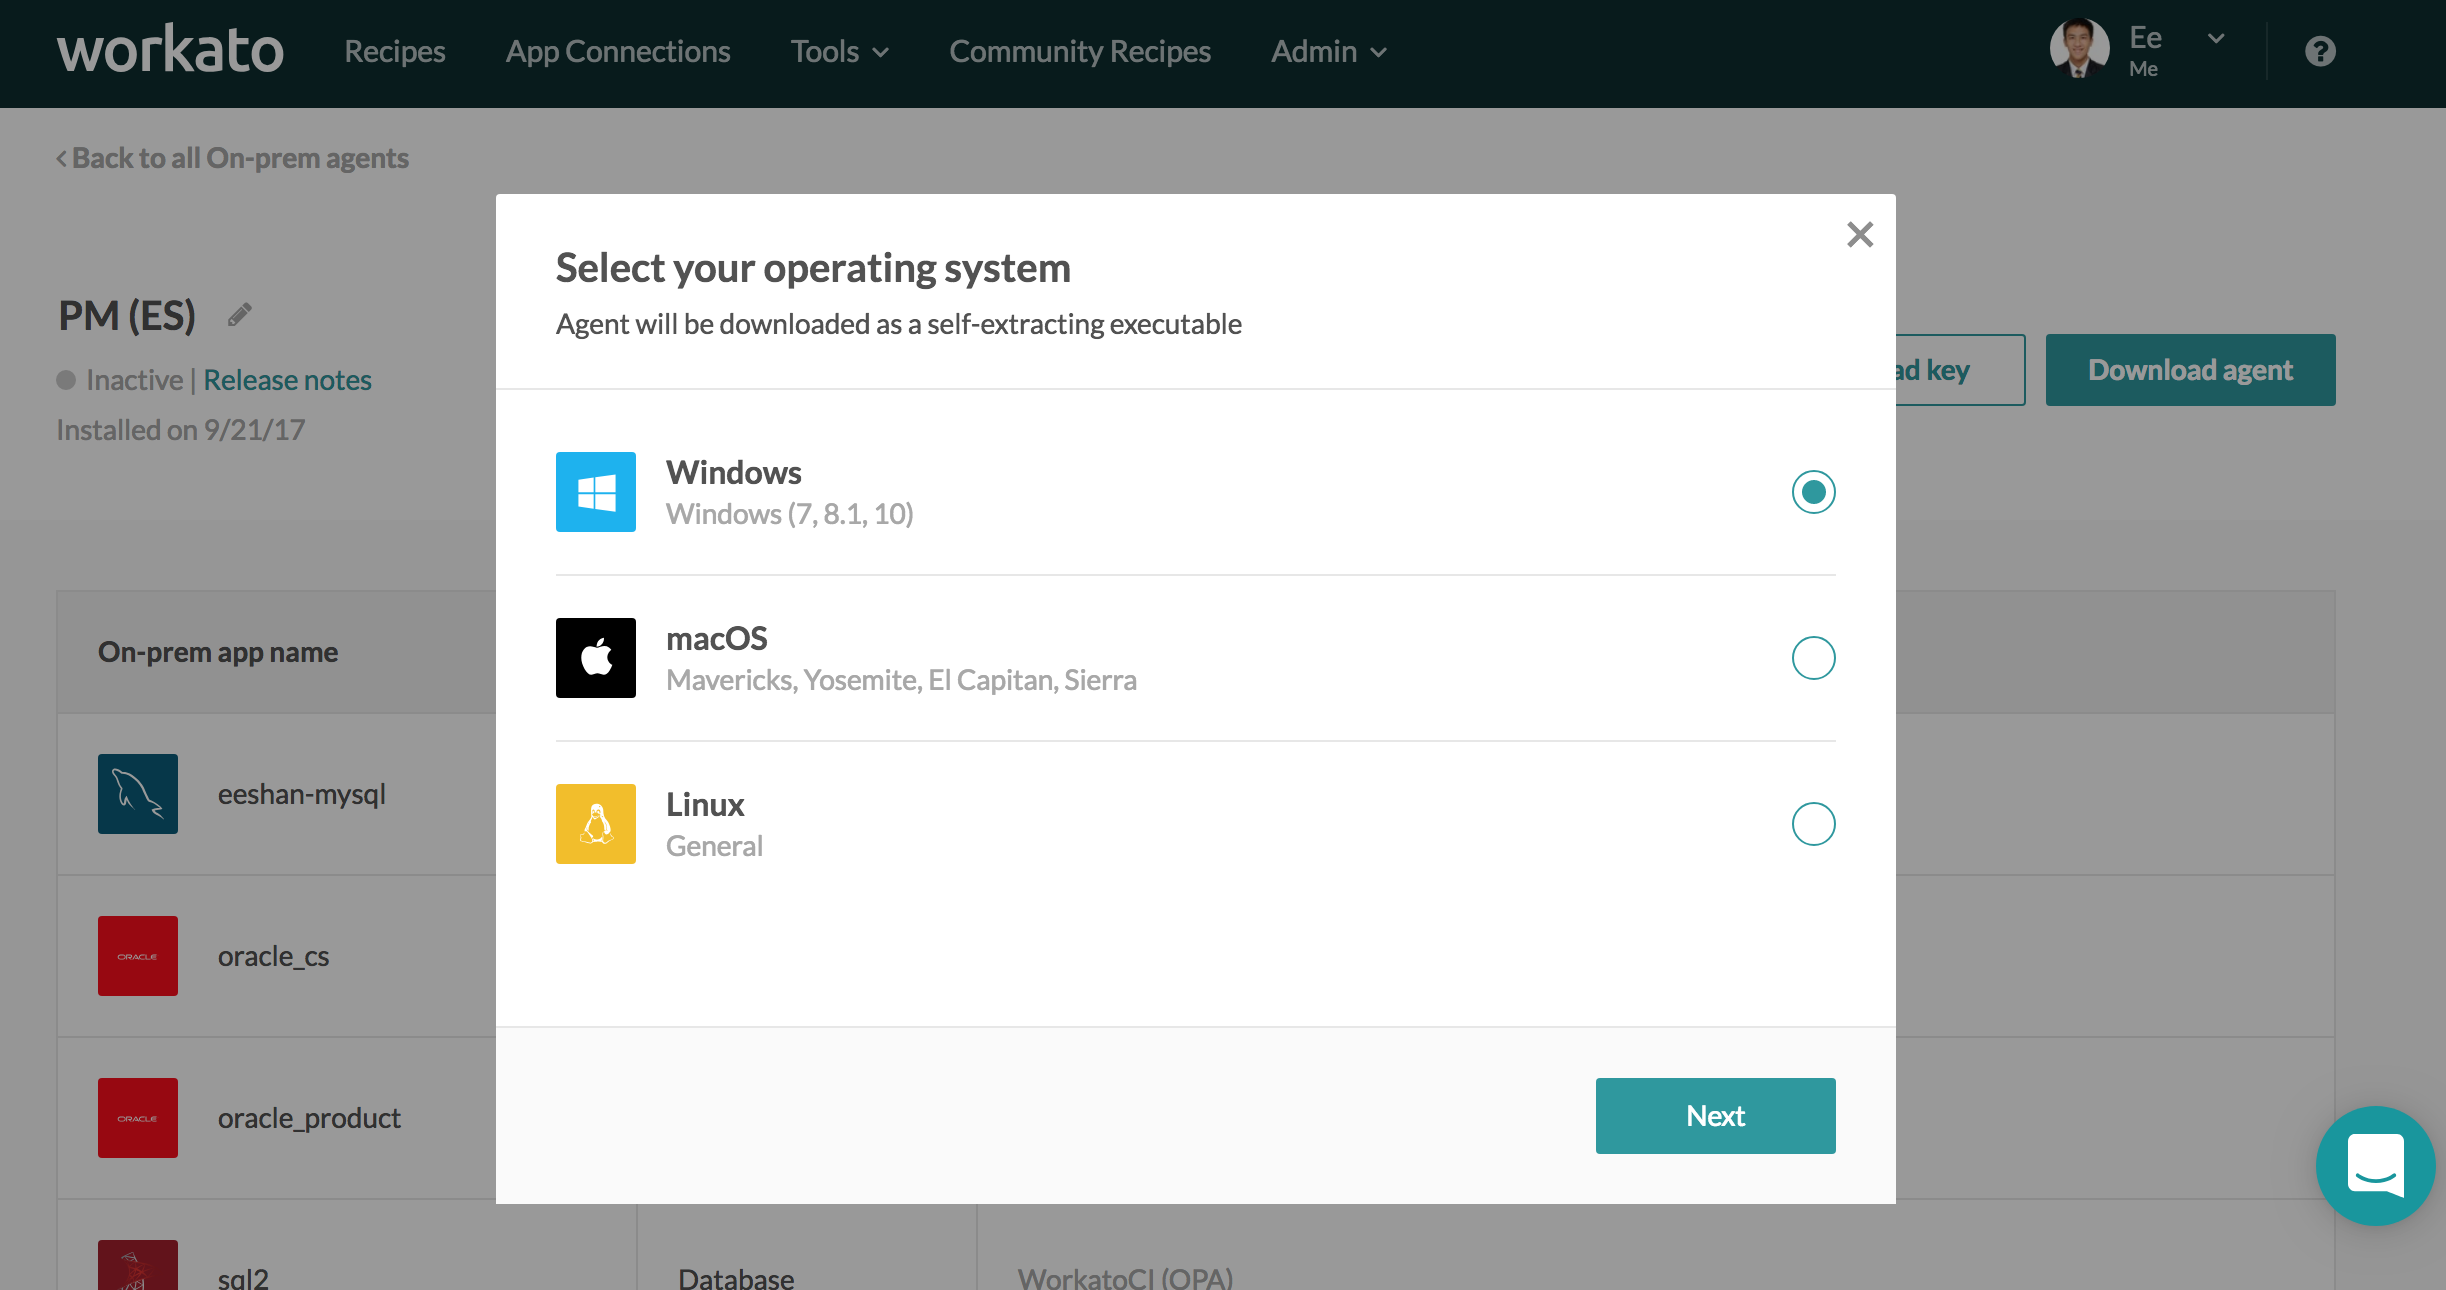 workato
Recipes
App Connections
Tools
Community Recipes
Admin
Ee
Me
?
Back to all On-prem agents
PM (ES)
Inactive | Release notes
Installed on 9/21/17
ad key
Download agent
Select your operating system
Agent will be downloaded as a self-extracting executable
Windows
Windows (7, 8.1, 10)
macOS
Mavericks, Yosemite, El Capitan, Sierra
Linux
General
Next
On-prem app name
eeshan-mysql
ORACLE
oracle_cs
ORACLE
oracle_product
sql2
Database
WorkatoCI (OPA)